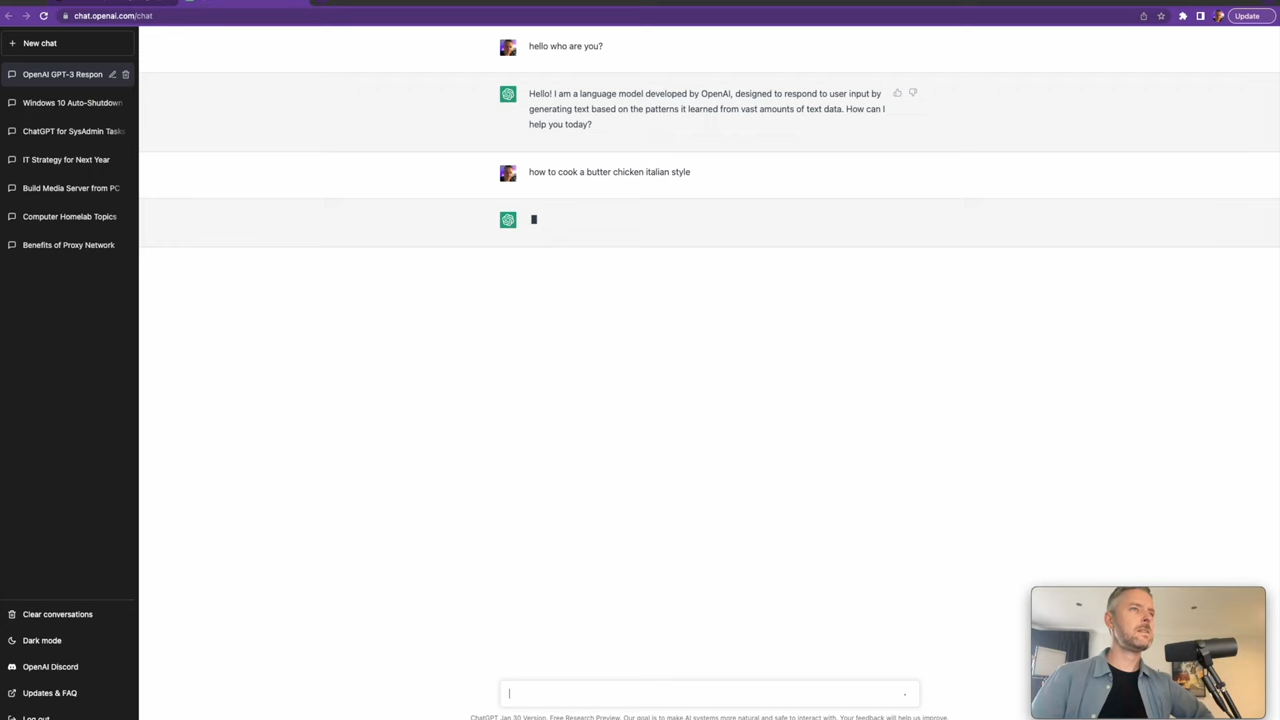 chat.openai.com/chat
Update
New chat
OpenAI GPT-3 Respon
Windows 10 Auto-Shutdown
ChatGPT for SysAdmin Tasks
IT Strategy for Next Year
Build Media Server from PC
Computer Homelab Topics
Benefits of Proxy Network
Clear conversations
Dark mode
OpenAI Discord
Updates & FAQ
Log out
hello who are you?
Hello! I am a language model developed by OpenAI, designed to respond to user input by
generating text based on the patterns it learned from vast amounts of text data. How can I
help you today?
how to cook a butter chicken italian style
ChatGPT Jan 30 Version. Free Research Preview. Our goal is to make AI systems more natural and safe to interact with. Your feedback will help us improve.